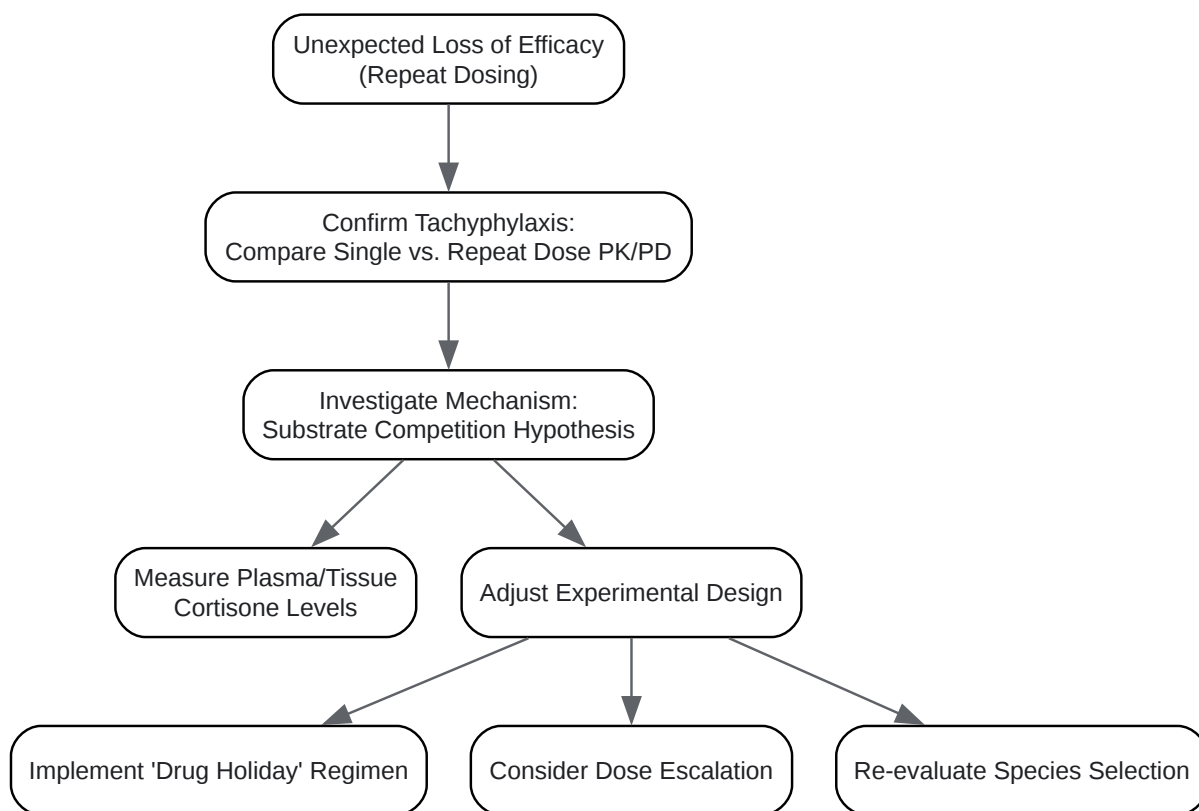 Unexpected Loss of Efficacy
(Repeat Dosing)
Confirm Tachyphylaxis:
Compare Single vs. Repeat Dose PK/PD
Investigate Mechanism:
Substrate Competition Hypothesis
Measure Plasma/Tissue
Cortisone Levels
Adjust Experimental Design
Implement 'Drug Holiday' Regimen
Consider Dose Escalation
Re-evaluate Species Selection